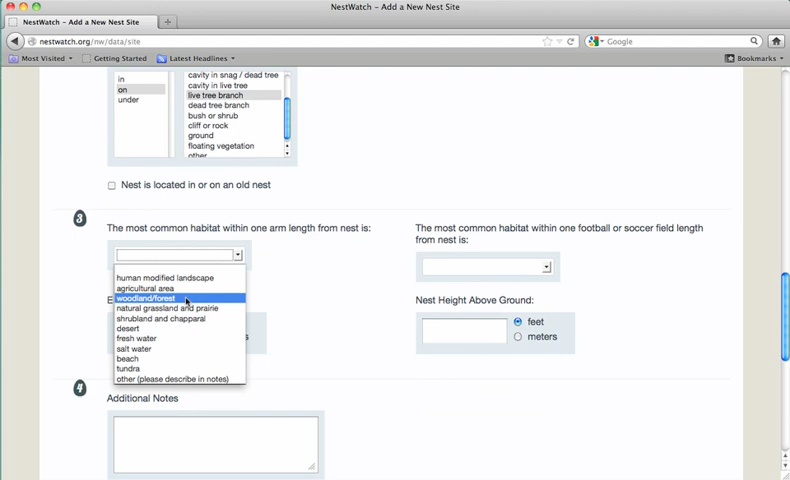 NestWatch – Add a New Nest Site
NestWatch – Add a New Nest Site
nestwatch.org/nw/data/site
Google
Most Visited
Getting Started
Latest Headlines
Bookmarks
in
on
under
cavity in snag / dead tree
cavity in live tree
live tree branch
dead tree branch
bush or shrub
cliff or rock
ground
floating vegetation
other
Nest is located in or on an old nest
3
The most common habitat within one arm length from nest is:
The most common habitat within one football or soccer field length
from nest is:
human modified landscape
agricultural area
woodland/forest
natural grassland and prairie
shrubland and chapparal
desert
fresh water
salt water
beach
tundra
other (please describe in notes)
E
s
Nest Height Above Ground:
feet
meters
4
Additional Notes